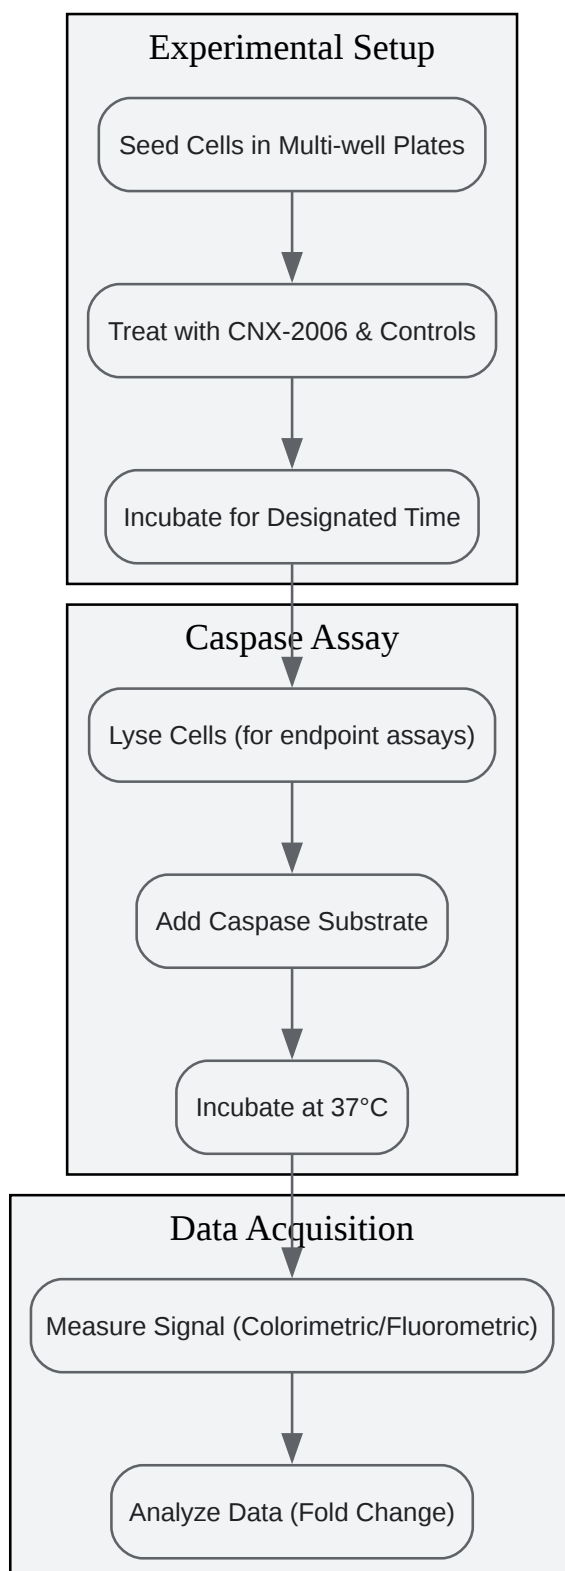 Experimental Setup
Seed Cells in Multi-well Plates
Treat with CNX-2006 & Controls
Incubate for Designated Time
Caspase Assay
Lyse Cells (for endpoint assays)
Add Caspase Substrate
Incubate at 37°C
Data Acquisition
Measure Signal (Colorimetric/Fluorometric)
Analyze Data (Fold Change)